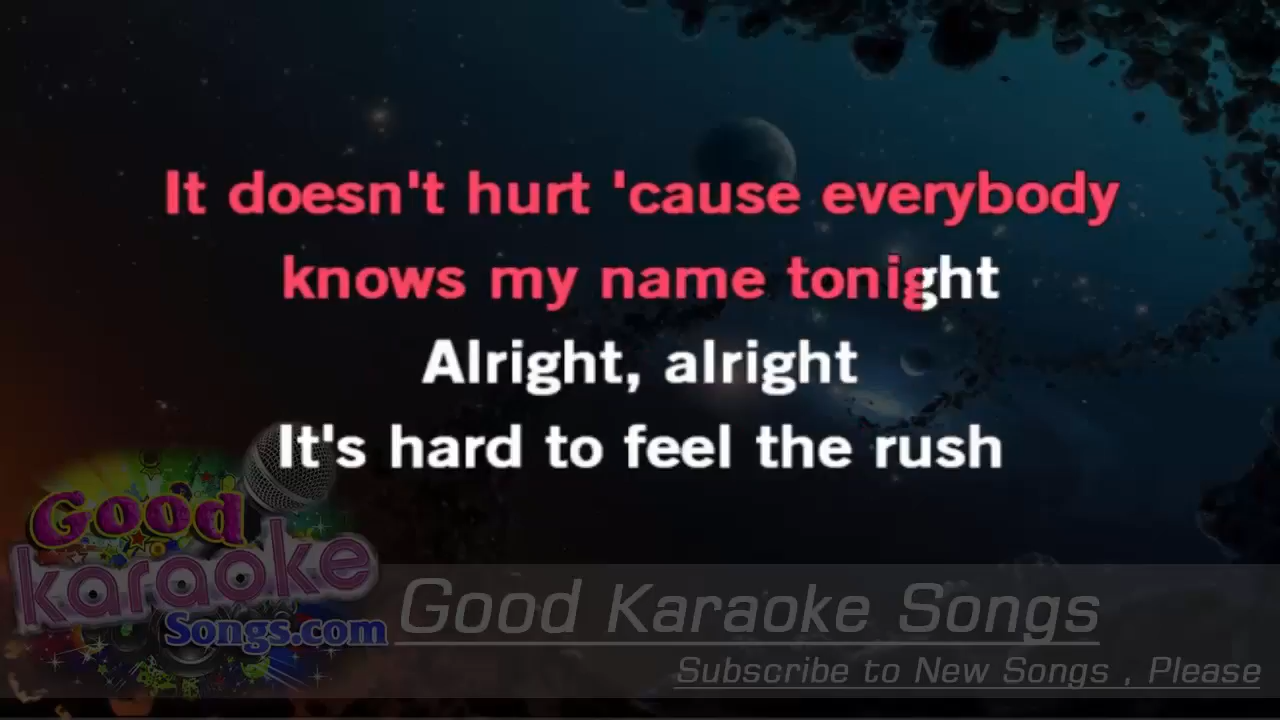 It doesn't hurt 'cause everybody
knows my name tonight
Alright, alright
It's hard to feel the rush
Good
karaoke
Songs.com
Good Karaoke Songs
Subscribe to New Songs , Please